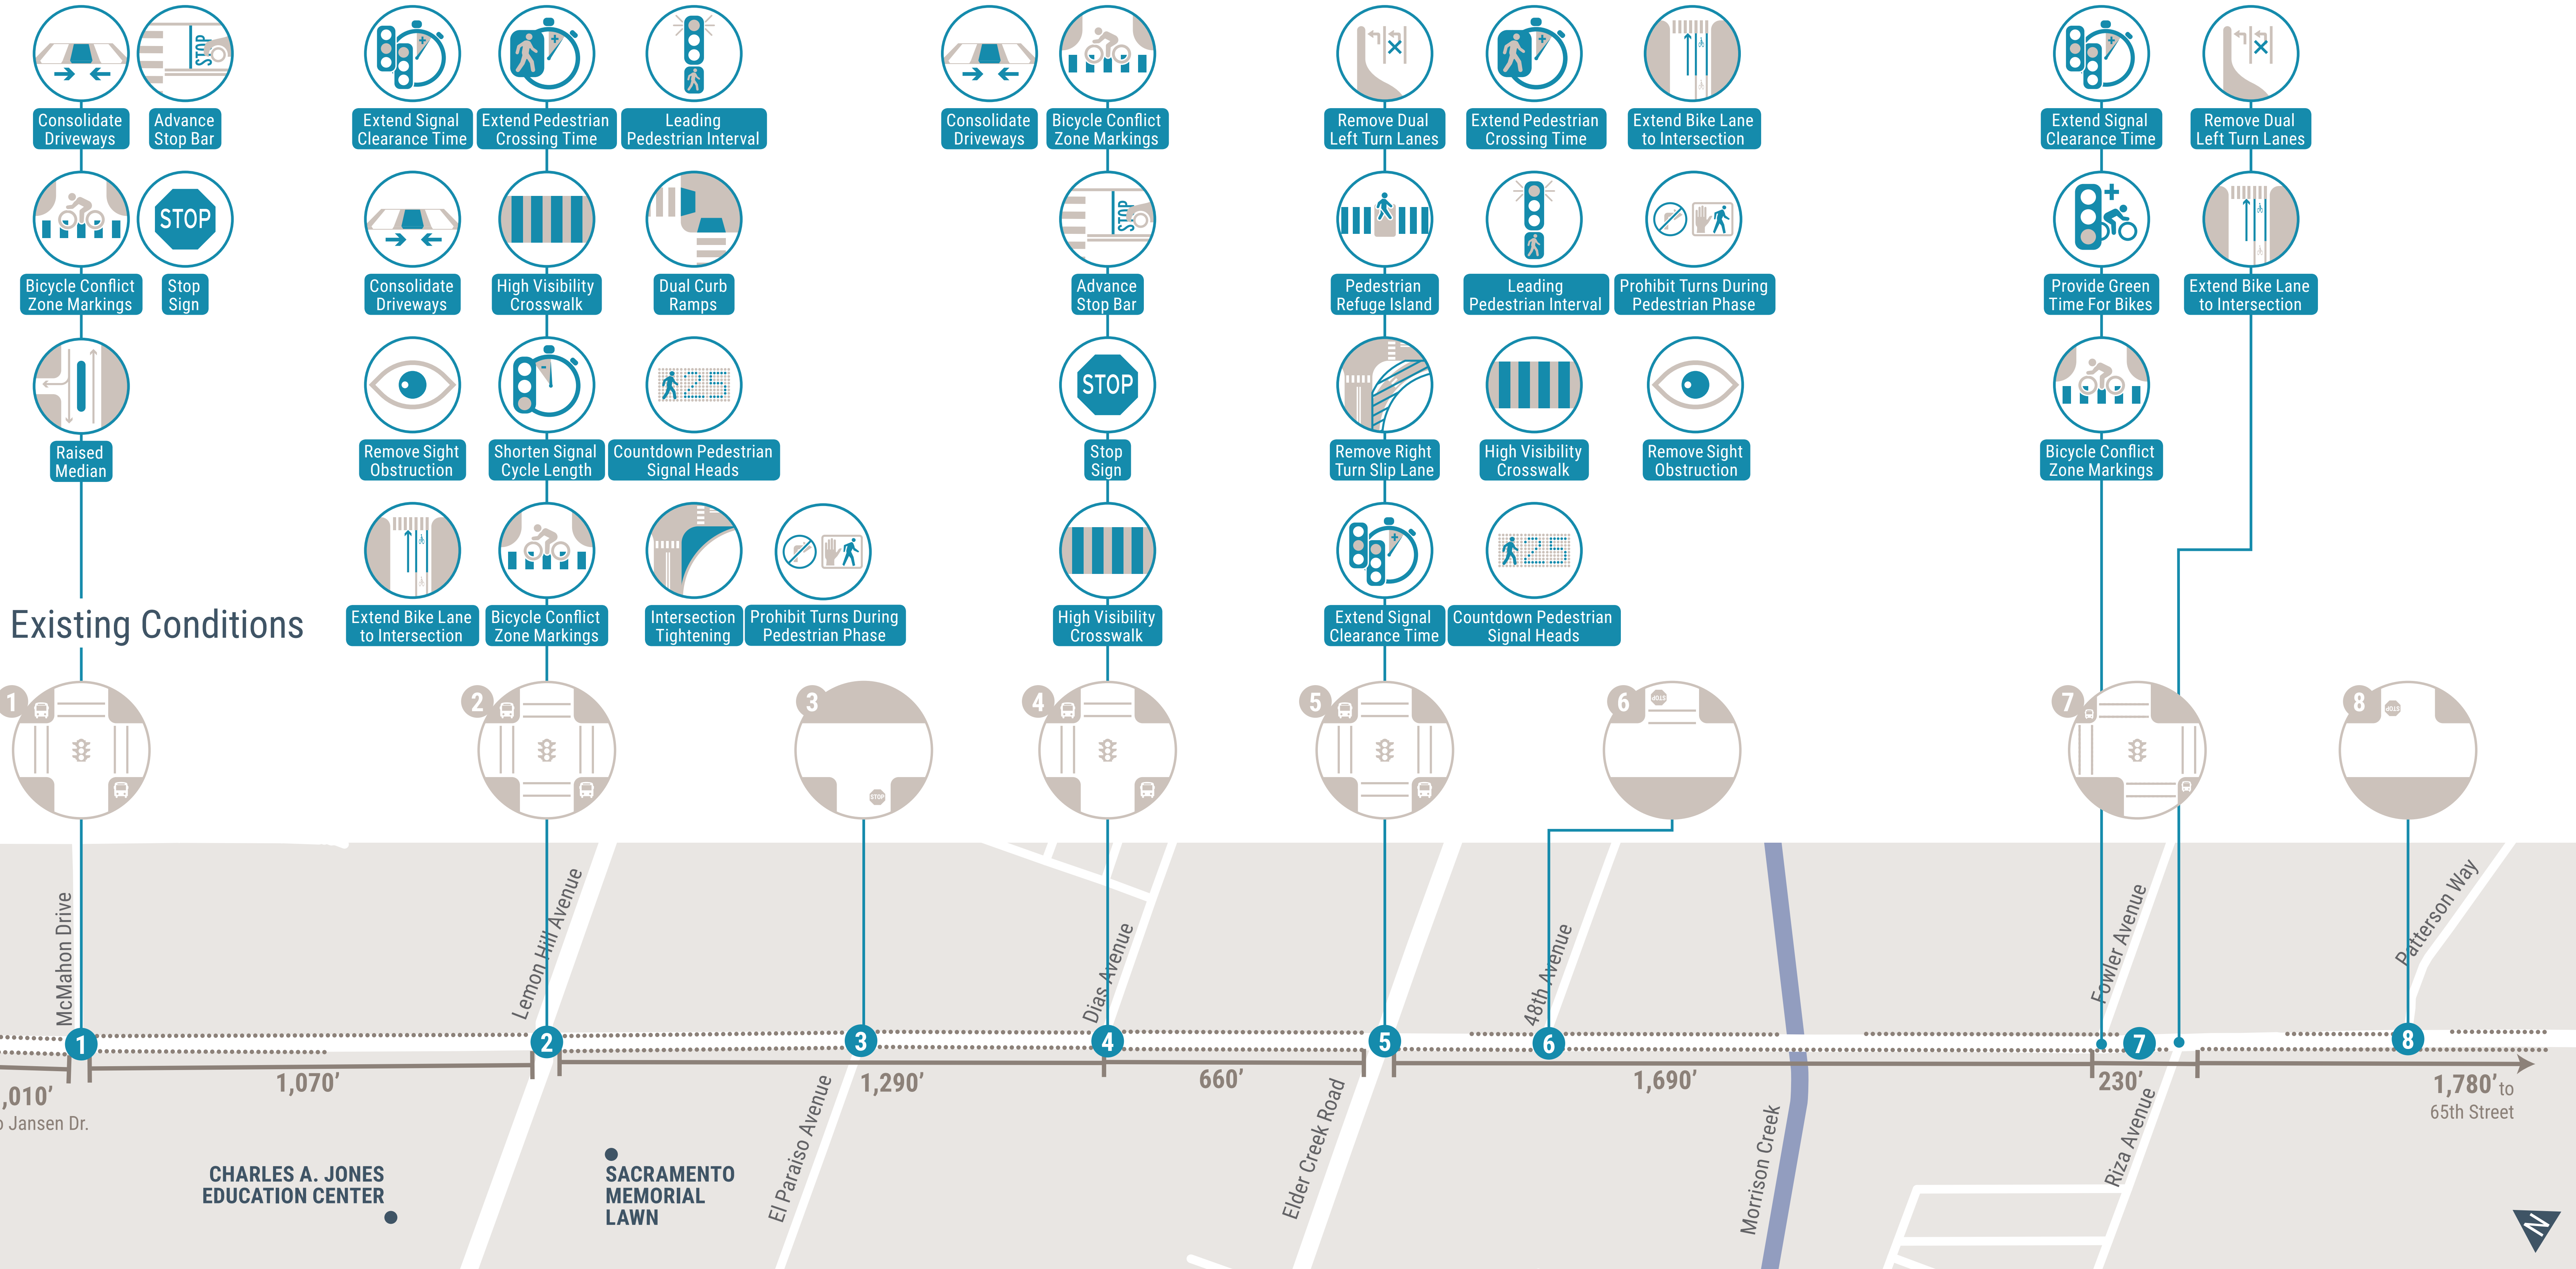 STOP
Consolidate
Driveways
Advance
Stop Bar
Extend Signal
Clearance Time
Extend Pedestrian
Crossing Time
Leading
Pedestrian Interval
STOP
Consolidate
Driveways
Bicycle Conflict
Zone Markings
Remove Dual
Left Turn Lanes
Extend Pedestrian
Crossing Time
Extend Bike Lane
to Intersection
Extend Signal
Clearance Time
Remove Dual
Left Turn Lanes
STOP
Bicycle Conflict
Zone Markings
Stop
Sign
Consolidate
Driveways
High Visibility
Crosswalk
Dual Curb
Ramps
Advance
Stop Bar
Pedestrian
Refuge Island
Leading
Pedestrian Interval
Prohibit Turns During
Pedestrian Phase
Provide Green
Time For Bikes
Extend Bike Lane
to Intersection
25
STOP
Raised
Median
Remove Sight
Obstruction
Shorten Signal
Cycle Length
Countdown Pedestrian
Signal Heads
Stop
Sign
Remove Right
Turn Slip Lane
High Visibility
Crosswalk
Remove Sight
Obstruction
Bicycle Conflict
Zone Markings
25
Existing Conditions
Extend Bike Lane
to Intersection
Bicycle Conflict
Zone Markings
Intersection
Tightening
Prohibit Turns During
Pedestrian Phase
High Visibility
Crosswalk
Extend Signal
Clearance Time
Countdown Pedestrian
Signal Heads
1
2
3
4
5
6
7
8
STOP
STOP
STOP
McMahon Drive
Lemon Hill Avenue
Dias Avenue
48th Avenue
Fowler Avenue
Patterson Way
1
2
3
4
5
6
7
8
,010’
Jansen Dr.
1,070’
1,290’
660’
1,690’
230’
1,780’ to
65th Street
El Paraiso Avenue
Elder Creek Road
Morrison Creek
Riza Avenue
CHARLES A. JONES
EDUCATION CENTER
SACRAMENTO
MEMORIAL
LAWN
N